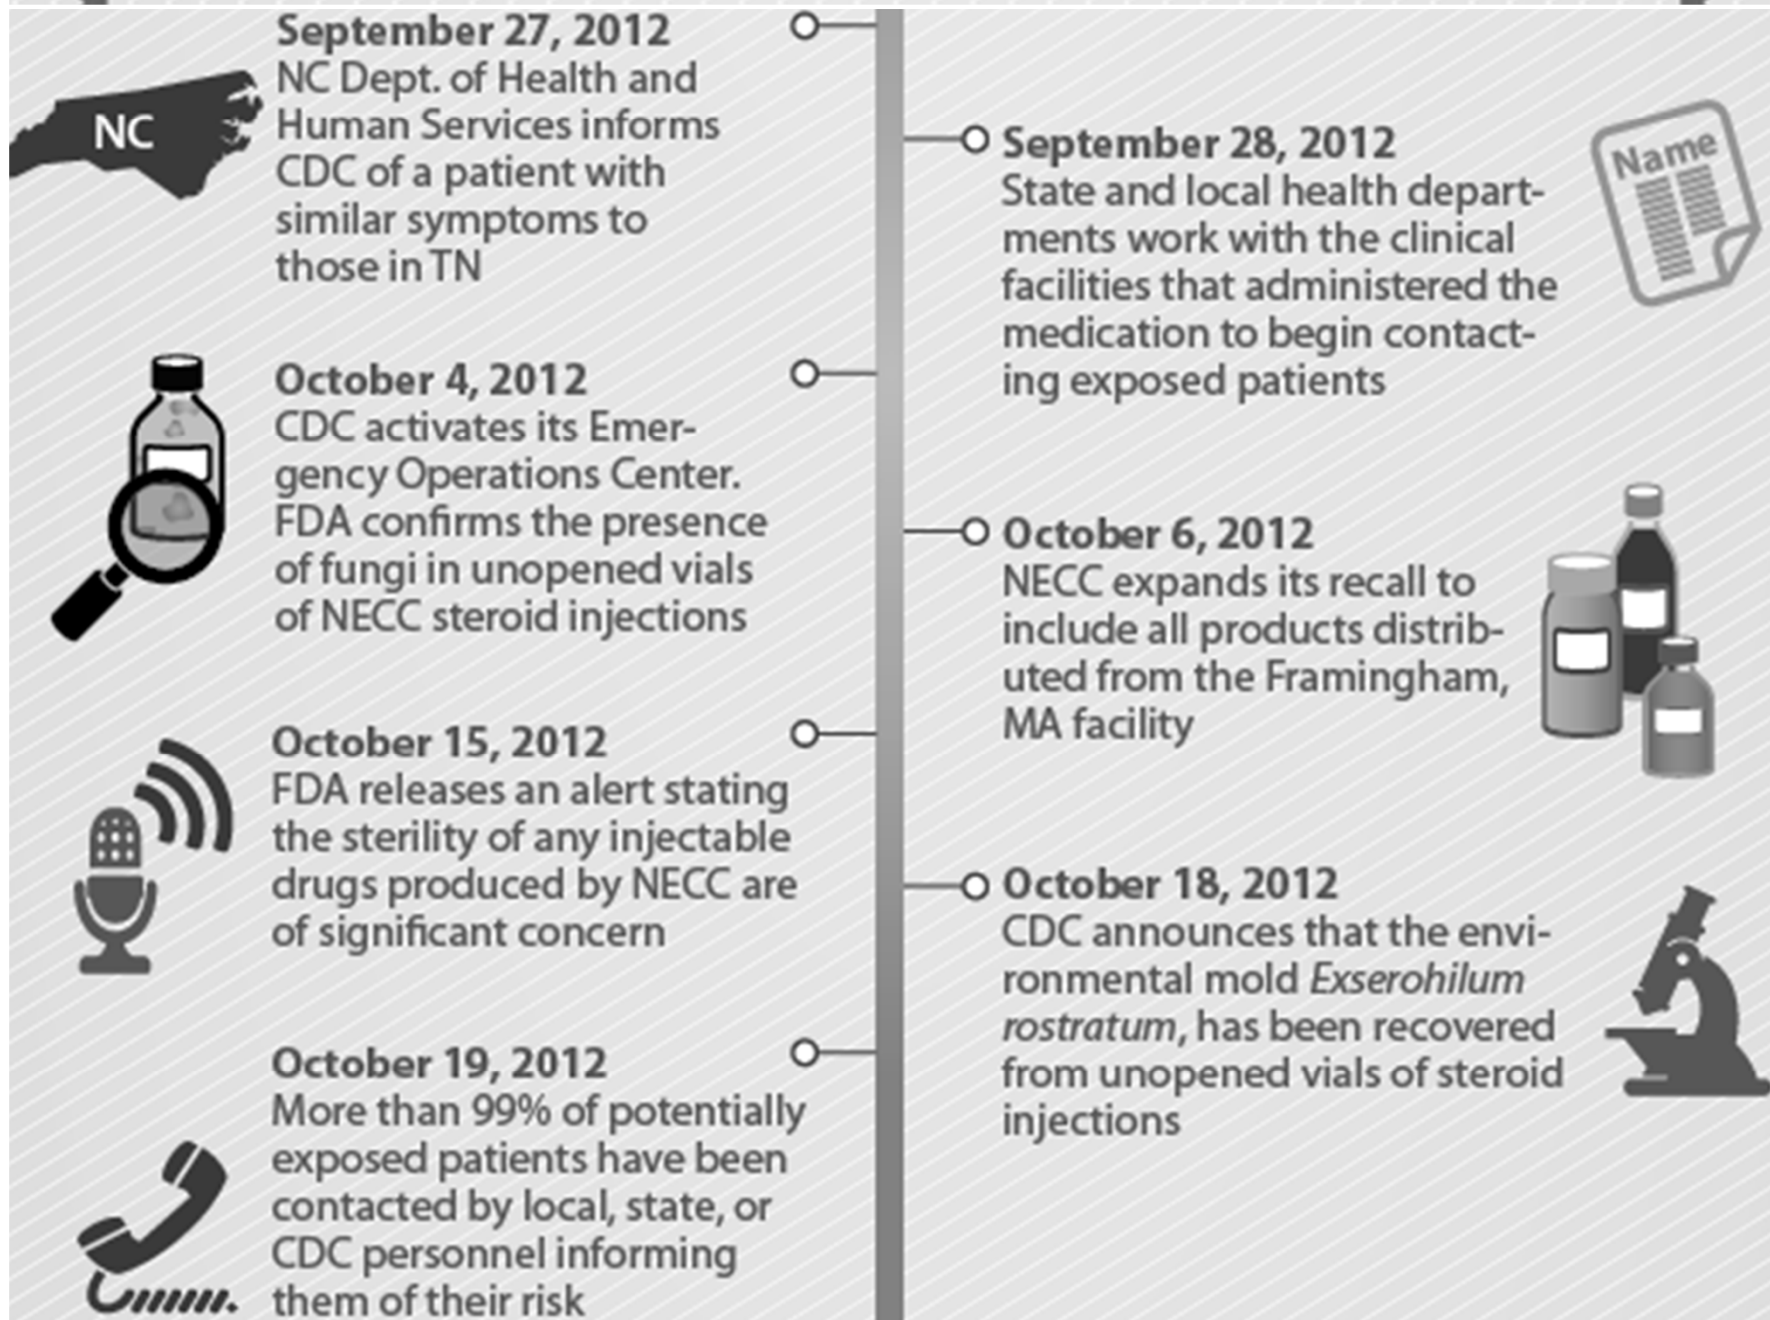 September 27, 2012
NC Dept. of Health and
Human Services informs
CDC of a patient with
similar symptoms to
those in TN
NC
September 28, 2012
State and local health depart-
ments work with the clinical
facilities that administered the
medication to begin contact-
ing exposed patients
Name
October 4, 2012
CDC activates its Emer-
gency Operations Center.
FDA confirms the presence
of fungi in unopened vials
of NECC steroid injections
October 6, 2012
NECC expands its recall to
include all products distrib-
uted from the Framingham,
MA facility
October 15, 2012
FDA releases an alert stating
the sterility of any injectable
drugs produced by NECC are
of significant concern
October 18, 2012
CDC announces that the envi-
ronmental mold Exserohilum
rostratum, has been recovered
from unopened vials of steroid
injections
October 19, 2012
More than 99% of potentially
exposed patients have been
contacted by local, state, or
CDC personnel informing
them of their risk